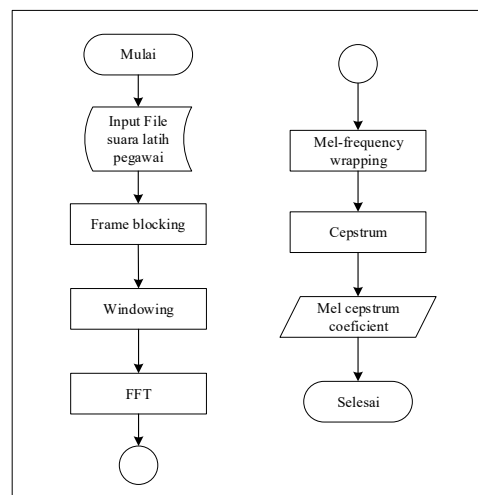 Mulai
Input File
suara latih
pegawai
Frame blocking
Windowing
FFT
Mel-frequency
wrapping
Cepstrum
Mel cepstrum
coeficient
Selesai